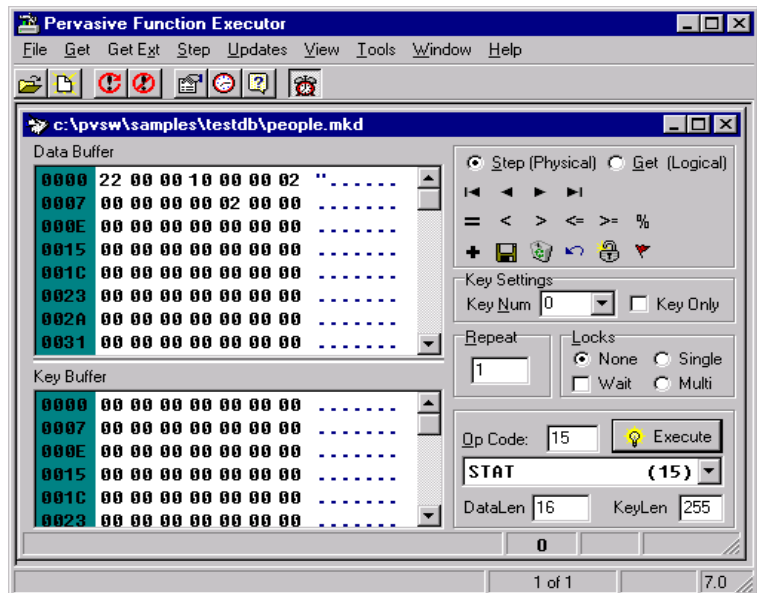 Pervasive Function Executor
File Get Get Ext Step Updates View Tools Window Help
c:\pvsw\samples\testdb\people.mkd
Data Buffer
0000 22 00 00 10 00 00 02 "......
0007 00 00 00 00 02 00 00 .......
000E 00 00 00 00 00 00 00 .......
0015 00 00 00 00 00 00 00 .......
001C 00 00 00 00 00 00 00 .......
0023 00 00 00 00 00 00 00 .......
002A 00 00 00 00 00 00 00 .......
0031 00 00 00 00 00 00 00 .......
Key Buffer
0000 00 00 00 00 00 00 00 .......
0007 00 00 00 00 00 00 00 .......
000E 00 00 00 00 00 00 00 .......
0015 00 00 00 00 00 00 00 .......
001C 00 00 00 00 00 00 00 .......
0023 00 00 00 00 00 00 00 .......
Step (Physical) Get (Logical)
= < > <= >= %
Key Settings
Key Num 0 Key Only
Repeat
1
Locks
None Single
Wait Multi
Op Code: 15 Execute
STAT (15)
DataLen 16 KeyLen 255
0
1 of 1 7.0